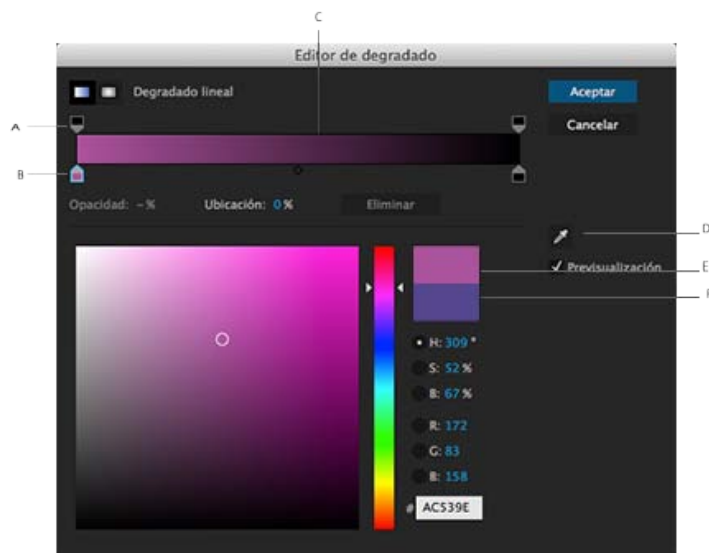 C
Editor de degradado
Degradado lineal
Aceptar
A
Cancelar
B
Opacidad: -%
Ubicación: 0 %
Eliminar
D
✓ Previsualización
E
F
H: 309 °
S: 52 %
B: 67 %
R: 172
G: 83
B: 158
# AC539E